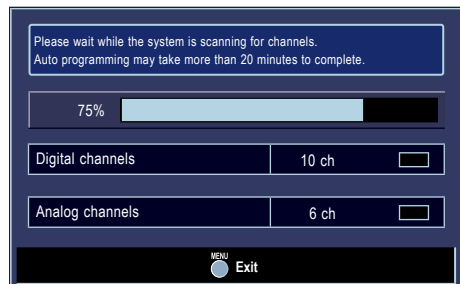 Please wait while the system is scanning for channels.
Auto programming may take more than 20 minutes to complete.
75%
Digital channels 10 ch
Analog channels 6 ch
MENU
Exit